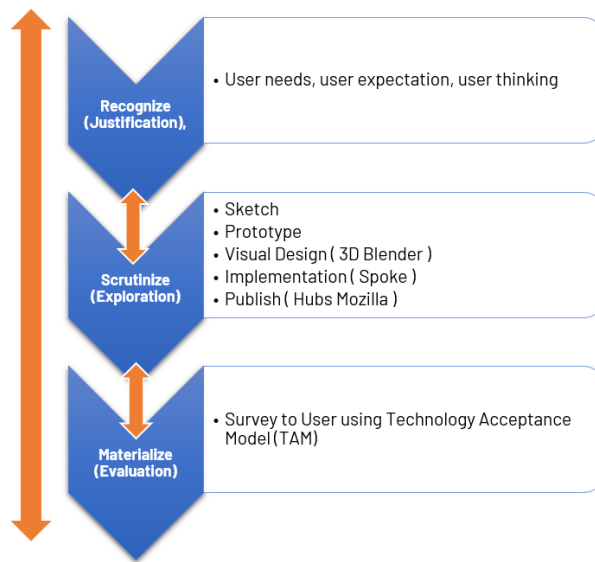 Recognize
(Justification),
• User needs, user expectation, user thinking
Scrutinize
(Exploration)
• Sketch
• Prototype
• Visual Design ( 3D Blender )
• Implementation ( Spoke )
• Publish ( Hubs Mozilla )
Materialize
(Evaluation)
• Survey to User using Technology Acceptance
Model (TAM)